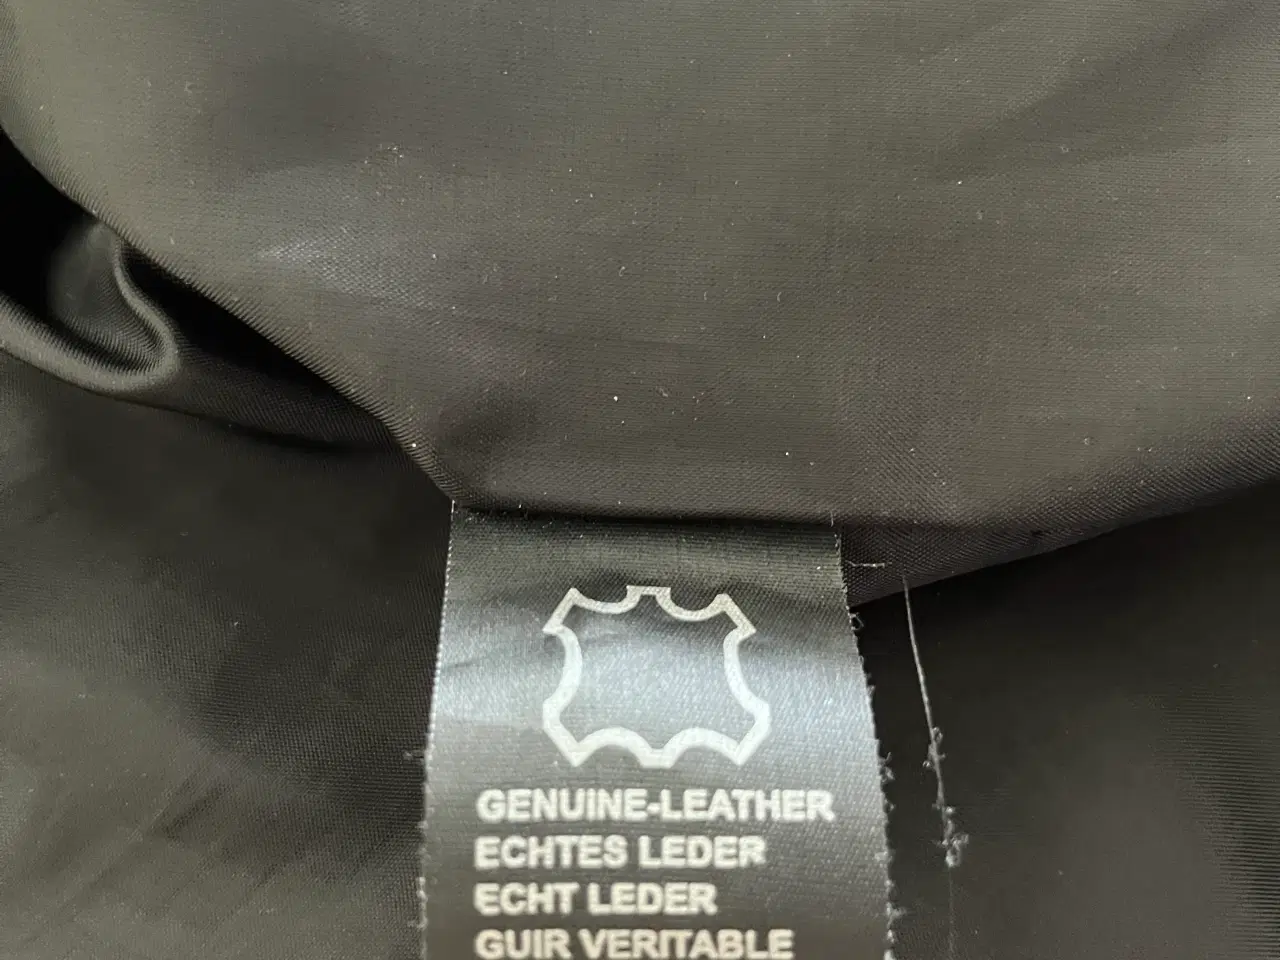 GENUINE-LEATHER
ECHTES LEDER
ECHT LEDER
GUIR VERITABLE